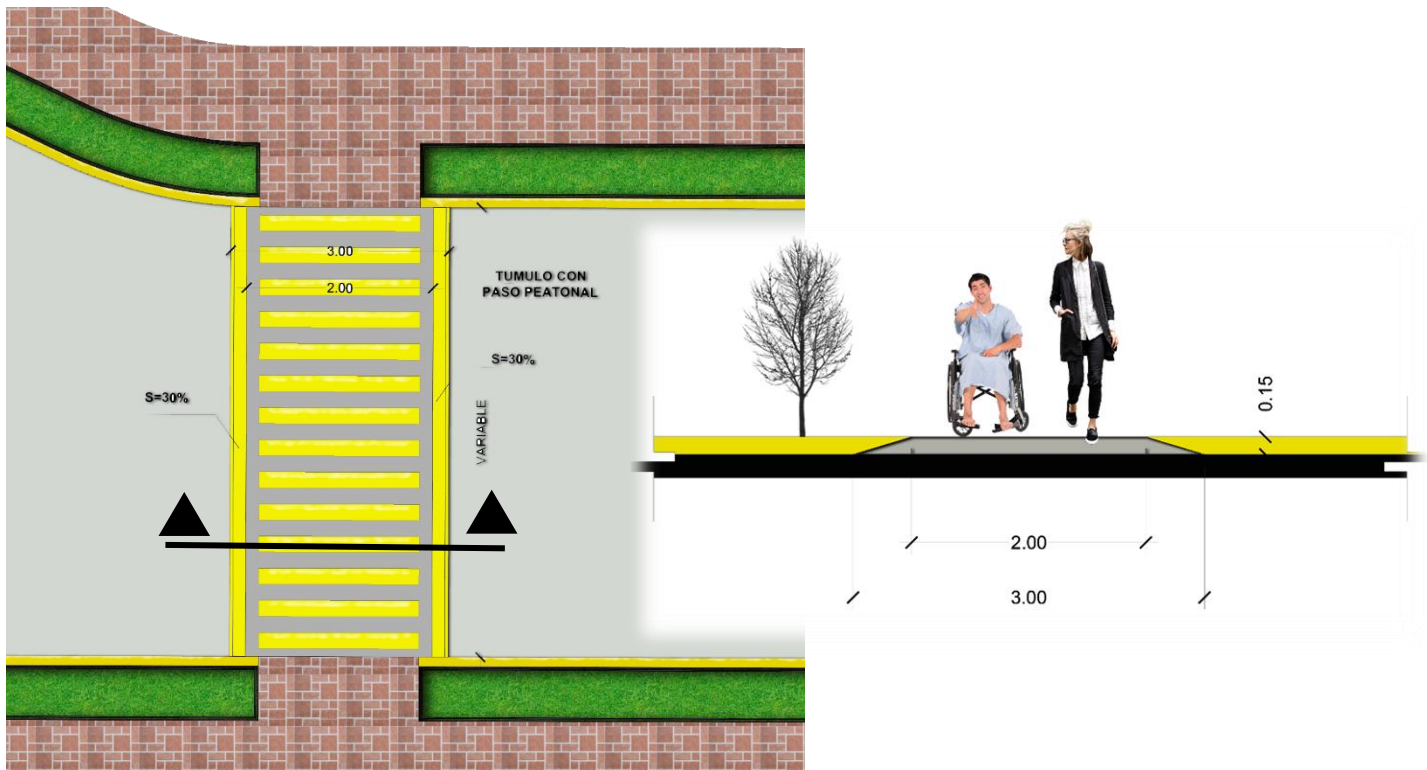 3.00
2.00
TUMULO CON
PASO PEATONAL
S=30%
S=30%
VARIABLE
0.15
2.00
3.00